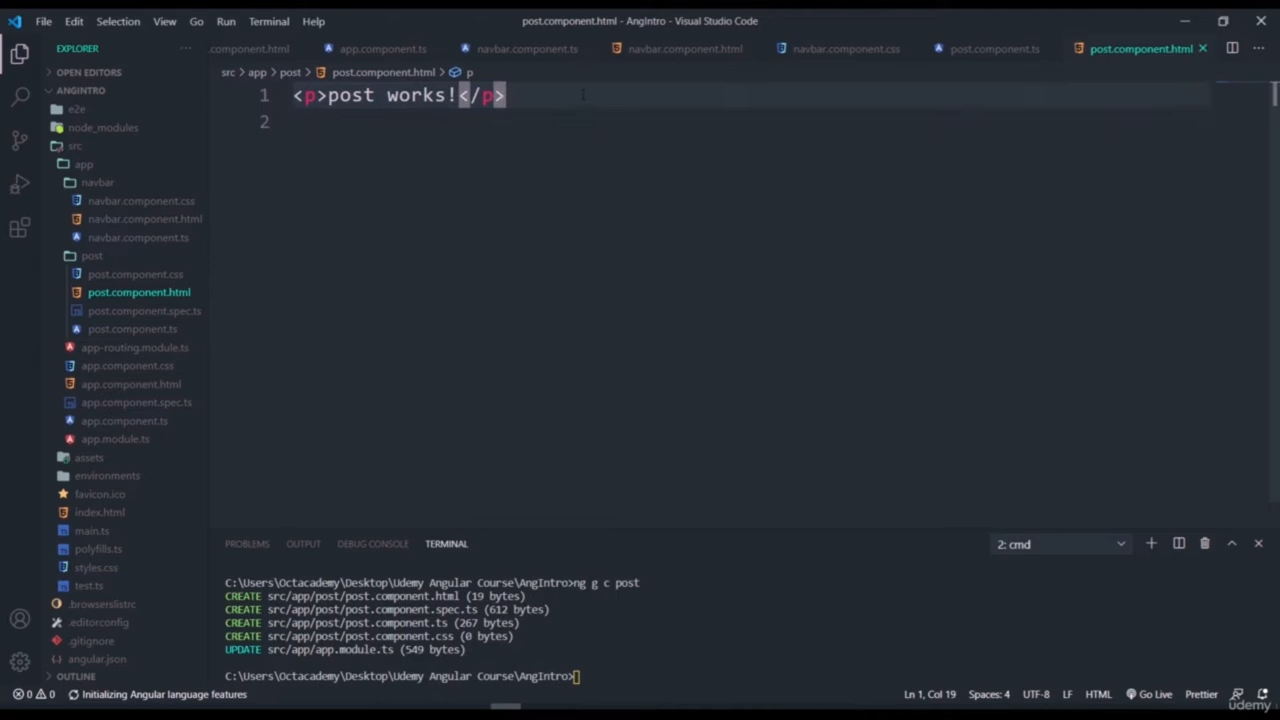 File Edit Selection View Go Run Terminal Help
post.component.html - AngIntro - Visual Studio Code
EXPLORER
.component.html app.component.ts navbar.component.ts navbar.component.html navbar.component.css post.component.ts post.component.html
OPEN EDITORS
src > app > post > post.component.html > p
ANGINTRO
1 <p>post works!</p>
2
e2e
node_modules
src
app
navbar
navbar.component.css
navbar.component.html
navbar.component.ts
post
post.component.css
post.component.html
post.component.spec.ts
post.component.ts
app-routing.module.ts
app.component.css
app.component.html
app.component.spec.ts
app.component.ts
app.module.ts
assets
environments
favicon.ico
index.html
main.ts
polyfills.ts
styles.css
test.ts
.browserslistrc
.editorconfig
.gitignore
angular.json
OUTLINE
PROBLEMS OUTPUT DEBUG CONSOLE TERMINAL
2: cmd
C:\Users\Octacademy\Desktop\Udemy Angular Course\AngIntro>ng g c post
CREATE src/app/post/post.component.html (19 bytes)
CREATE src/app/post/post.component.spec.ts (612 bytes)
CREATE src/app/post/post.component.ts (267 bytes)
CREATE src/app/post/post.component.css (0 bytes)
UPDATE src/app/app.module.ts (549 bytes)
C:\Users\Octacademy\Desktop\Udemy Angular Course\AngIntro>
0 0 Initializing Angular language features
Ln 1, Col 19 Spaces: 4 UTF-8 LF HTML Go Live Prettier
udemy